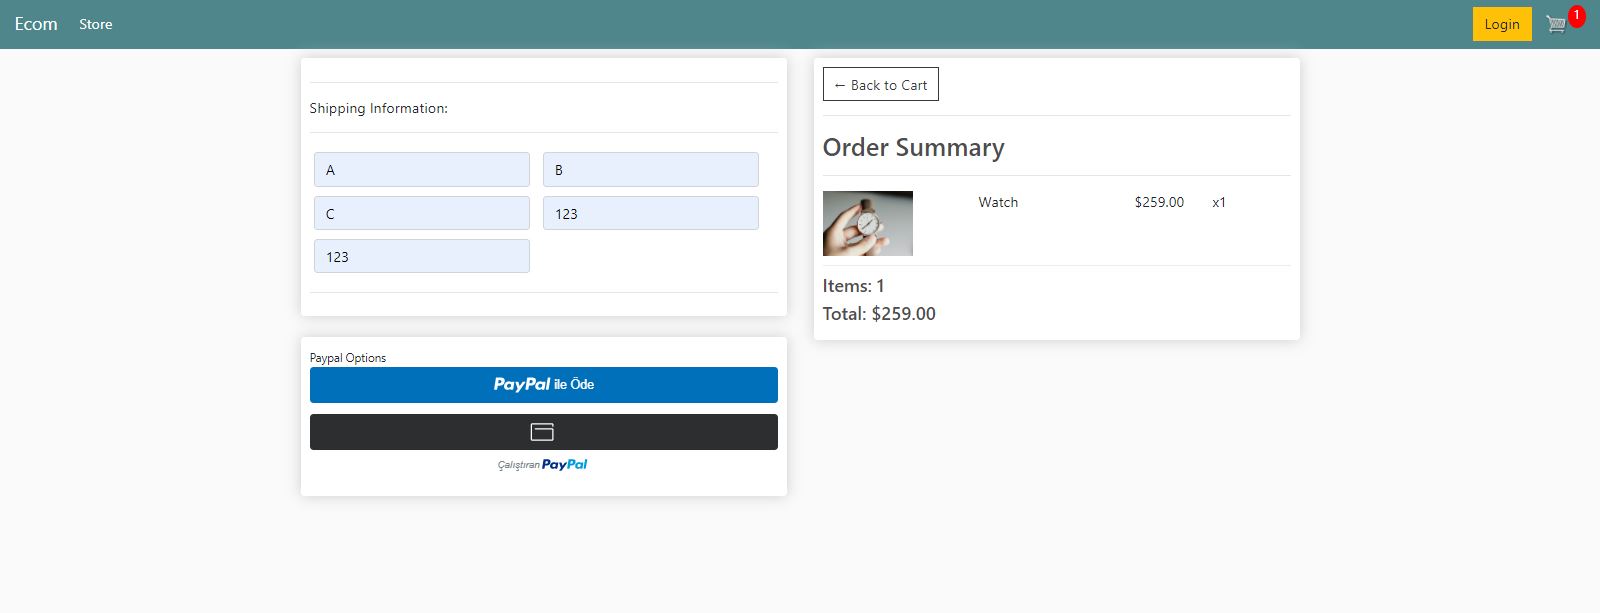 Ecom Store Login 1
Shipping Information:
A B
C 123
123
Paypal Options
PayPal ile Öde
Çalıştıran PayPal
← Back to Cart
Order Summary
Watch $259.00 x1
Items: 1
Total: $259.00